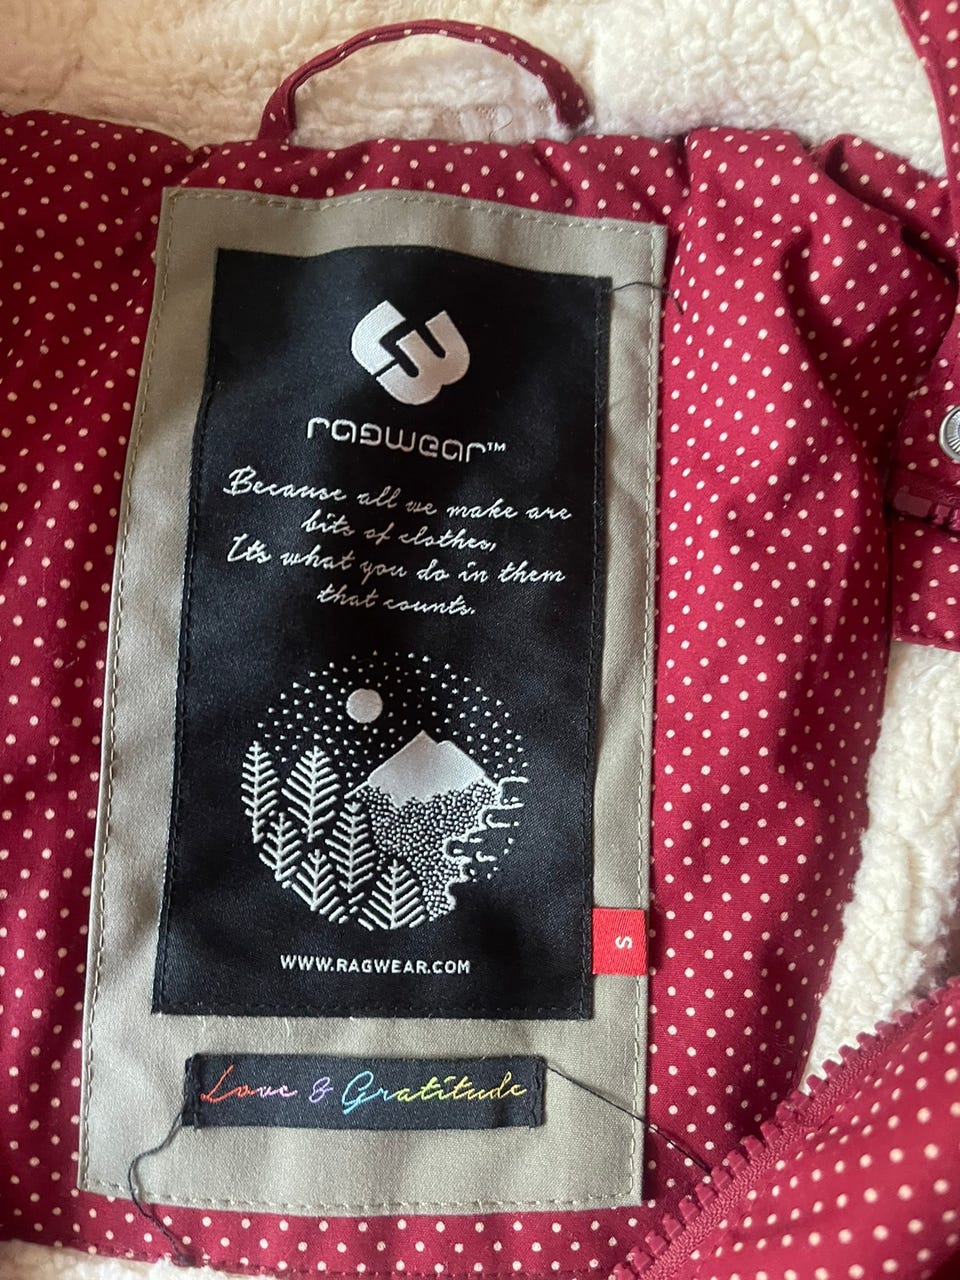 ragwear™
Because all we make are
bits of clothes,
It's what you do in them
that counts.
WWW.RAGWEAR.COM
S
Love & Gratitude